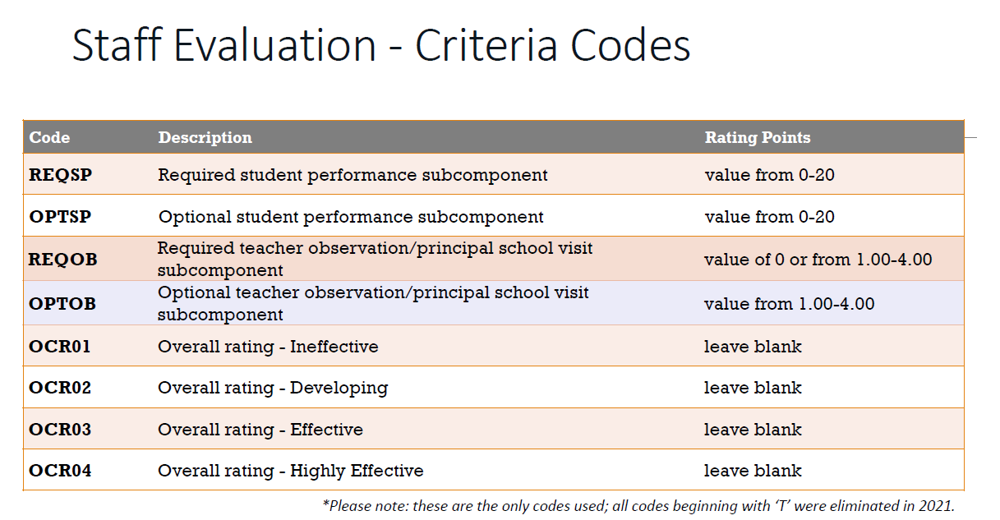 Staff Evaluation - Criteria Codes
Code Description Rating Points
REQSP Required student performance subcomponent value from 0-20
OPTSP Optional student performance subcomponent value from 0-20
REQOB Required teacher observation/principal school visit
subcomponent value of 0 or from 1.00-4.00
OPTOB Optional teacher observation/principal school visit
subcomponent value from 1.00-4.00
OCR01 Overall rating - Ineffective leave blank
OCR02 Overall rating - Developing leave blank
OCR03 Overall rating - Effective leave blank
OCR04 Overall rating - Highly Effective leave blank
*Please note: these are the only codes used; all codes beginning with ‘T’ were eliminated in 2021.